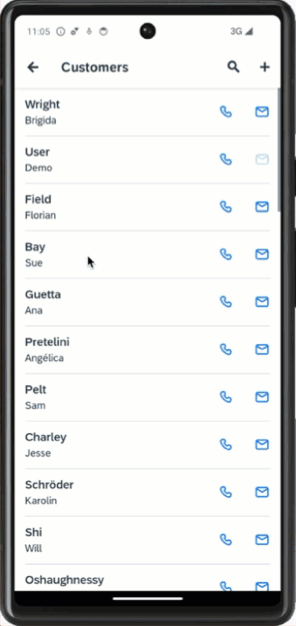 11:05
3G
Customers
Wright
Brigida
User
Demo
Field
Florian
Bay
Sue
Guetta
Ana
Pretelini
Angélica
Pelt
Sam
Charley
Jesse
Schröder
Karolin
Shi
Will
Oshaughnessy